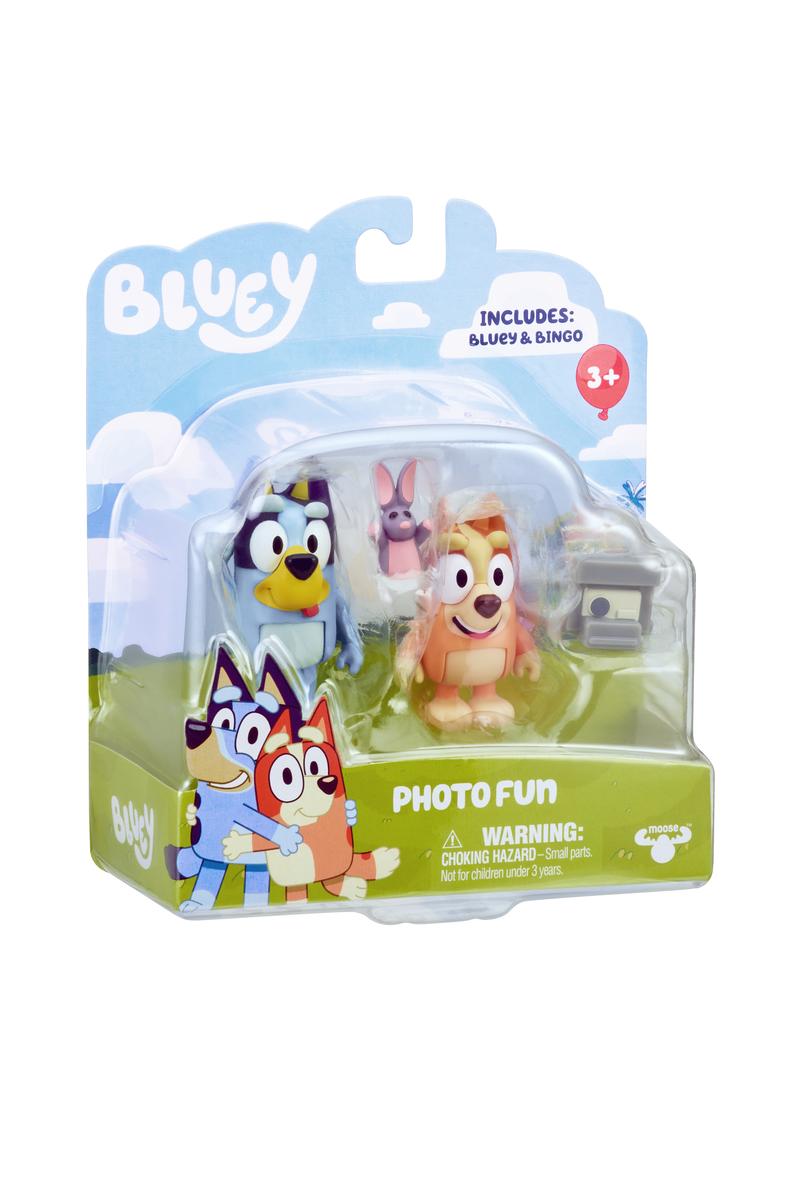 BLUEY
INCLUDES:
BLUEY & BINGO
3+
PHOTO FUN
BLUEY
WARNING:
CHOKING HAZARD – Small parts.
Not for children under 3 years.
moose™